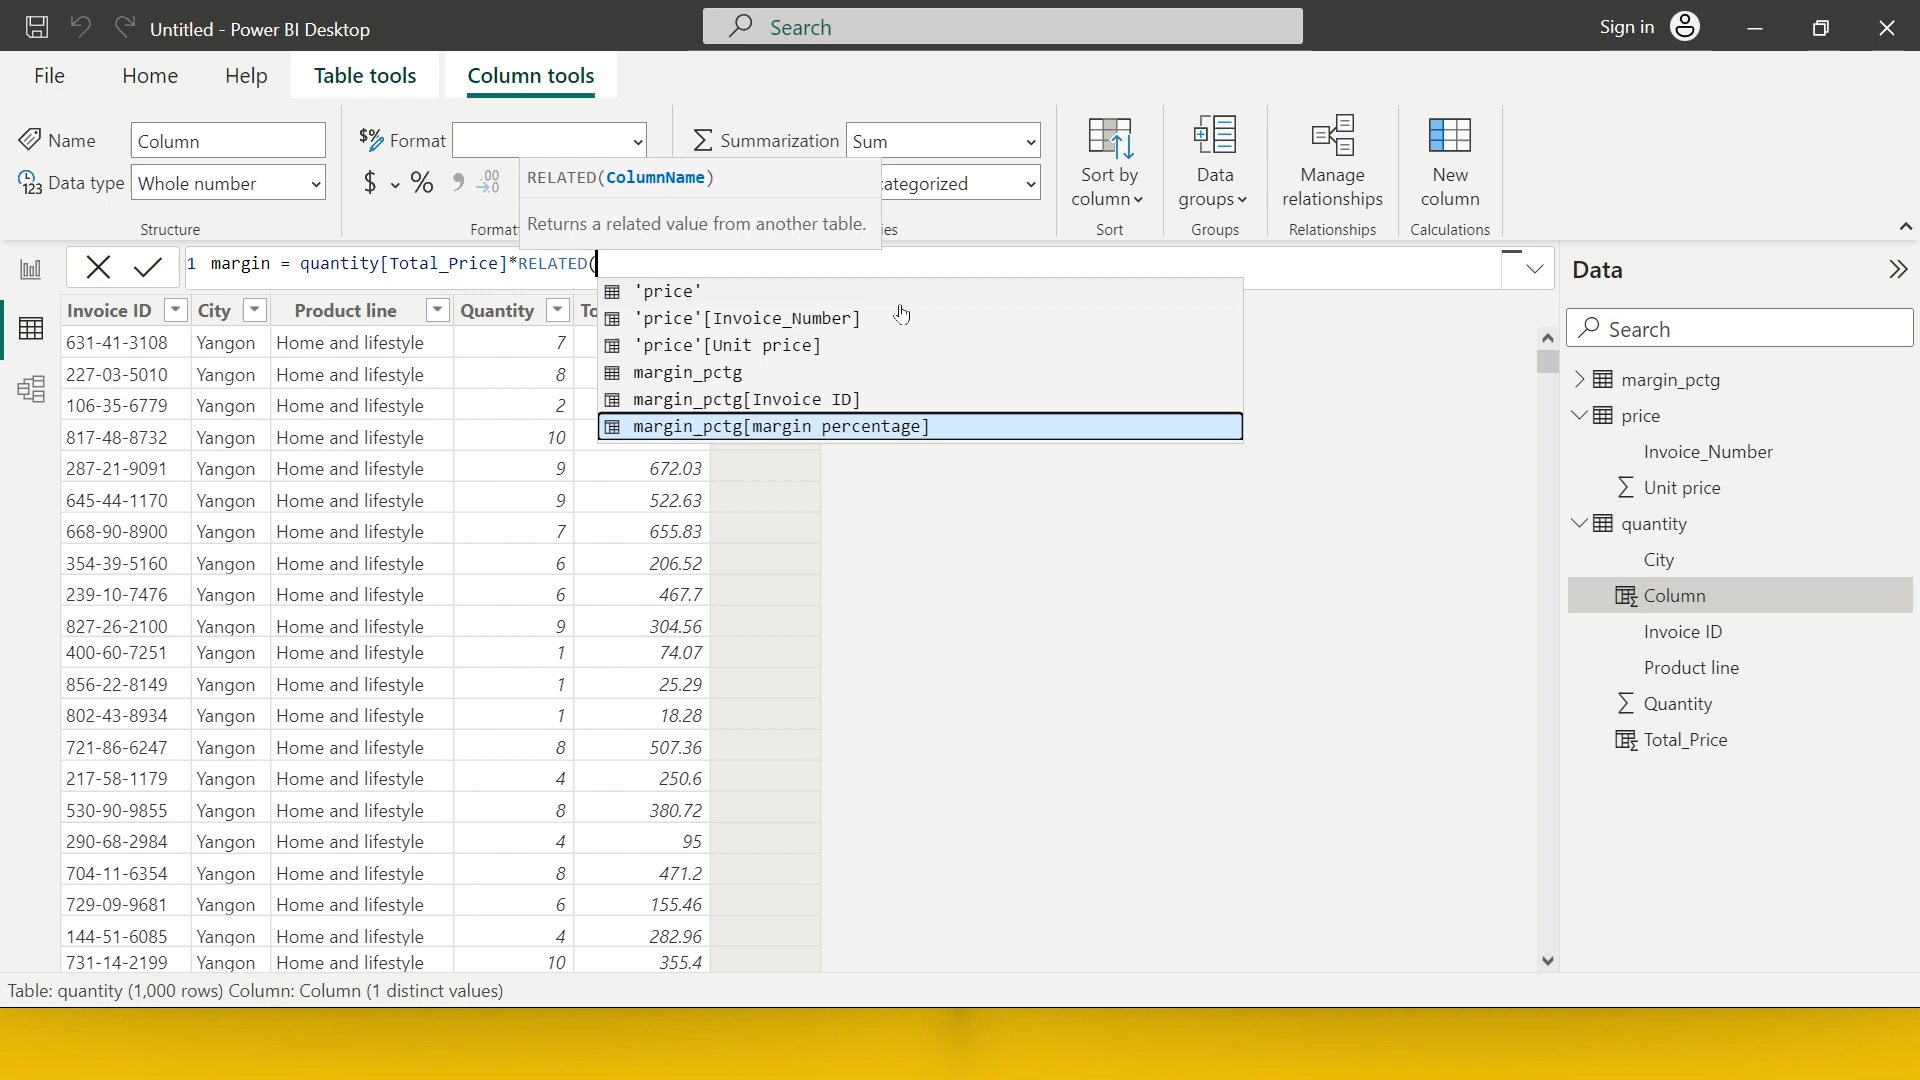 Untitled - Power BI Desktop
Search
Sign in
File
Home
Help
Table tools
Column tools
Name
Column
Format
Summarization
Sum
Data type
Whole number
ategorized
RELATED(ColumnName)
Returns a related value from another table.
Sort by
column
Data
groups
Manage
relationships
New
column
Structure
Format
ies
Sort
Groups
Relationships
Calculations
1 margin = quantity[Total_Price]*RELATED(
'price'
'price'[Invoice_Number]
'price'[Unit price]
margin_pctg
margin_pctg[Invoice ID]
margin_pctg[margin percentage]
Invoice ID City Product line Quantity To
631-41-3108 Yangon Home and lifestyle 7
227-03-5010 Yangon Home and lifestyle 8
106-35-6779 Yangon Home and lifestyle 2
817-48-8732 Yangon Home and lifestyle 10
287-21-9091 Yangon Home and lifestyle 9 672.03
645-44-1170 Yangon Home and lifestyle 9 522.63
668-90-8900 Yangon Home and lifestyle 7 655.83
354-39-5160 Yangon Home and lifestyle 6 206.52
239-10-7476 Yangon Home and lifestyle 6 467.7
827-26-2100 Yangon Home and lifestyle 9 304.56
400-60-7251 Yangon Home and lifestyle 1 74.07
856-22-8149 Yangon Home and lifestyle 1 25.29
802-43-8934 Yangon Home and lifestyle 1 18.28
721-86-6247 Yangon Home and lifestyle 8 507.36
217-58-1179 Yangon Home and lifestyle 4 250.6
530-90-9855 Yangon Home and lifestyle 8 380.72
290-68-2984 Yangon Home and lifestyle 4 95
704-11-6354 Yangon Home and lifestyle 8 471.2
729-09-9681 Yangon Home and lifestyle 6 155.46
144-51-6085 Yangon Home and lifestyle 4 282.96
731-14-2199 Yangon Home and lifestyle 10 355.4
Data
Search
margin_pctg
price
Invoice_Number
Unit price
quantity
City
Column
Invoice ID
Product line
Quantity
Total_Price
Table: quantity (1,000 rows) Column: Column (1 distinct values)